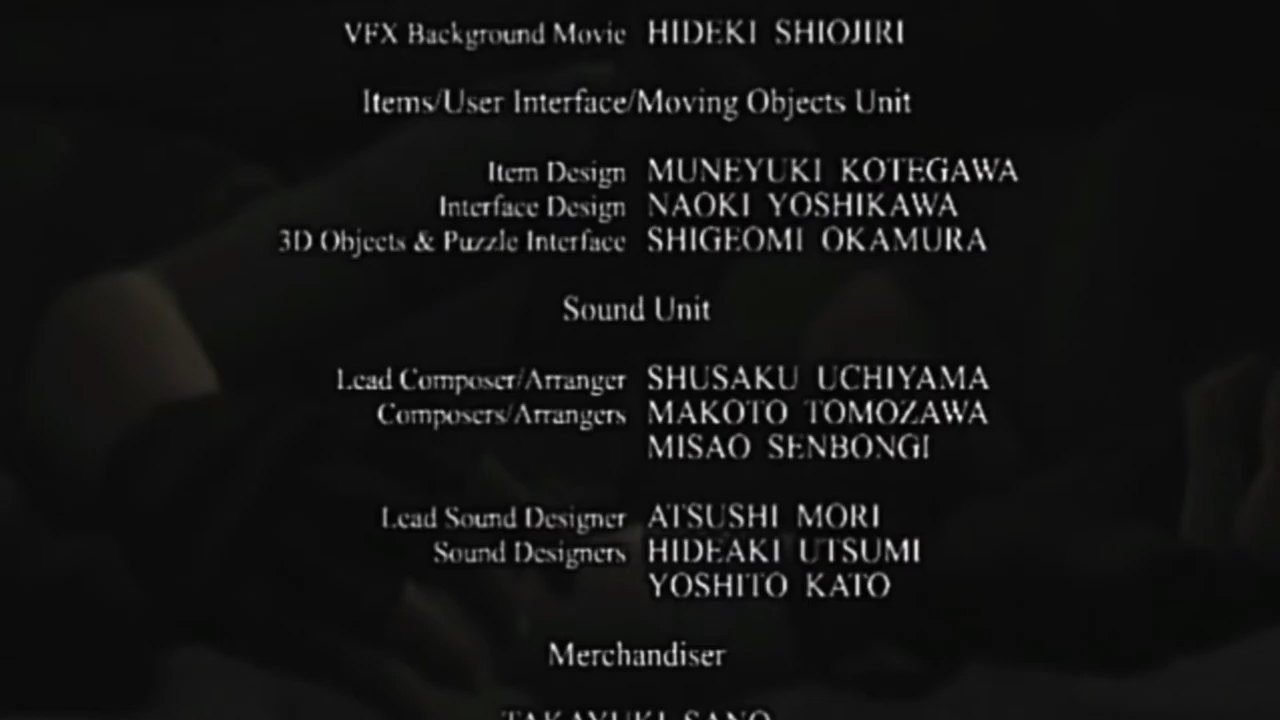 VFX Background Movie HIDEKI SHIOJIRI
Items/User Interface/Moving Objects Unit
Item Design MUNEYUKI KOTEGAWA
Interface Design NAOKI YOSHIKAWA
3D Objects & Puzzle Interface SHIGEOMI OKAMURA
Sound Unit
Lead Composer/Arranger SHUSAKU UCHIYAMA
Composers/Arrangers MAKOTO TOMOZAWA
MISAO SENBONGI
Lead Sound Designer ATSUSHI MORI
Sound Designers HIDEAKI UTSUMI
YOSHITO KATO
Merchandiser
TAKAYUKI SANO